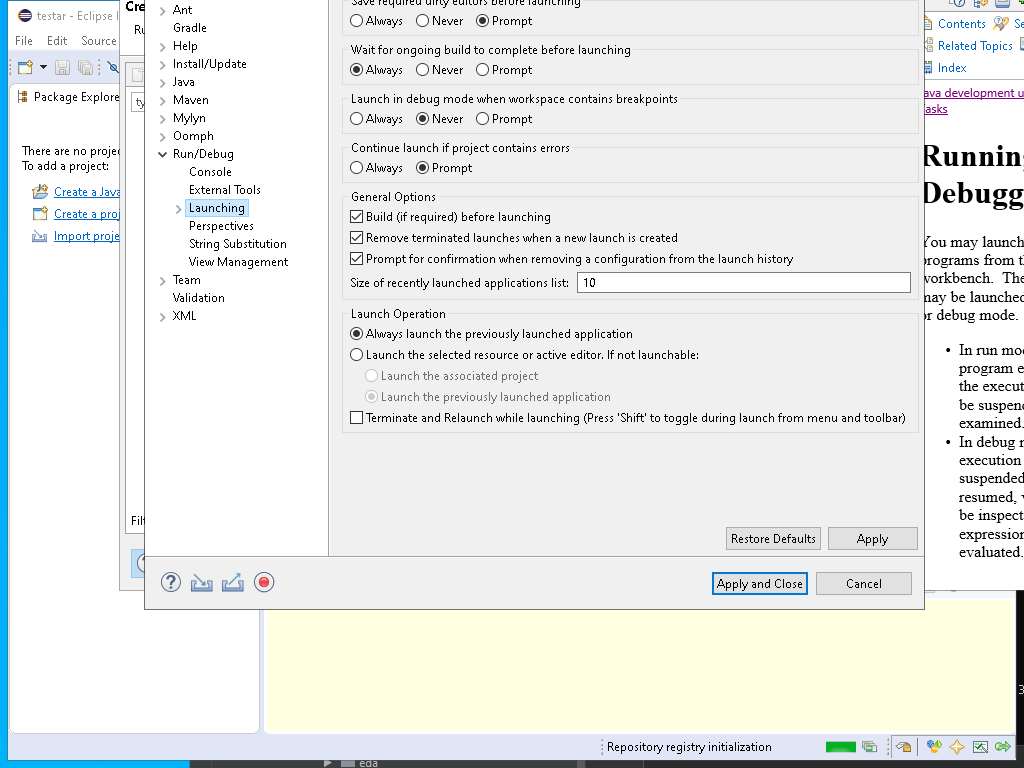 testar - Eclipse
File Edit Source
Package Explore
There are no proje
To add a project:
Create a Java
Create a proj
Import proje
Cre
Ru
ty
Filt
Ant
Gradle
Help
Install/Update
Java
Maven
Mylyn
Oomph
Run/Debug
Console
External Tools
Launching
Perspectives
String Substitution
View Management
Team
Validation
XML
Save required dirty editors before launching
Always Never Prompt
Wait for ongoing build to complete before launching
Always Never Prompt
Launch in debug mode when workspace contains breakpoints
Always Never Prompt
Continue launch if project contains errors
Always Prompt
General Options
Build (if required) before launching
Remove terminated launches when a new launch is created
Prompt for confirmation when removing a configuration from the launch history
Size of recently launched applications list: 10
Launch Operation
Always launch the previously launched application
Launch the selected resource or active editor. If not launchable:
Launch the associated project
Launch the previously launched application
Terminate and Relaunch while launching (Press 'Shift' to toggle during launch from menu and toolbar)
Restore Defaults Apply
Apply and Close Cancel
Contents Se
Related Topics
Index
ava development u
asks
Running
Debugg
You may launch
programs from th
workbench. The
may be launched
or debug mode.
• In run mod
program e
the execut
be suspen
examined.
• In debug m
execution
suspended
resumed, v
be inspect
expression
evaluated.
Repository registry initialization
eda